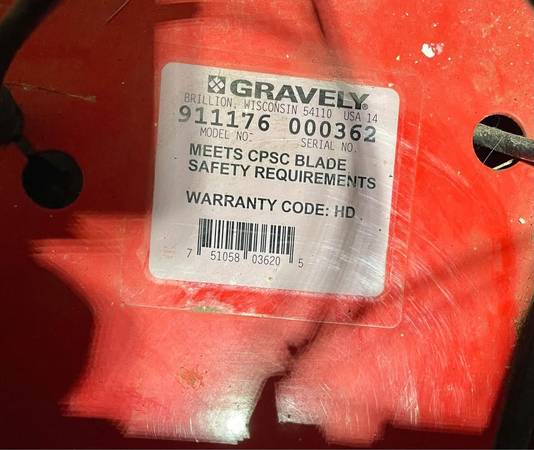 GRAVELY®
BRILLION, WISCONSIN 54110 USA 14
911176 000362
MODEL NO. SERIAL NO.
MEETS CPSC BLADE
SAFETY REQUIREMENTS
WARRANTY CODE: HD
7 51058 03620 5